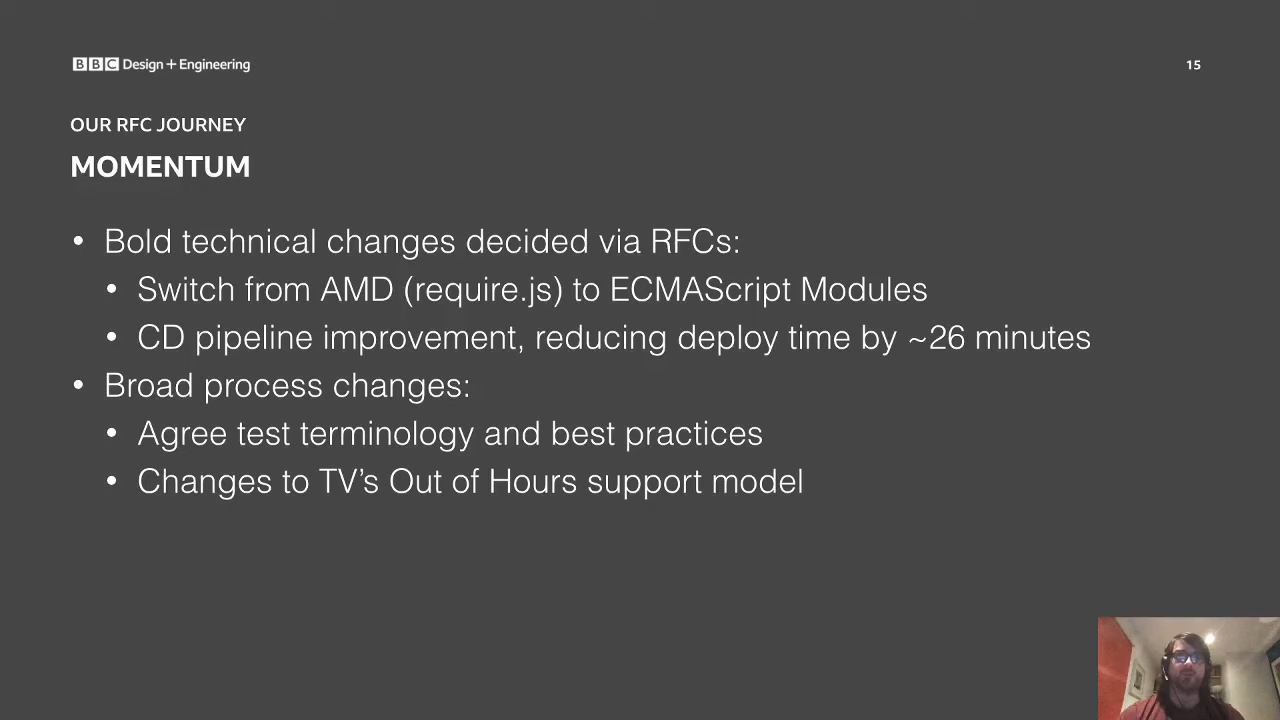 BBC Design + Engineering
15
OUR RFC JOURNEY
MOMENTUM
• Bold technical changes decided via RFCs:
• Switch from AMD (require.js) to ECMAScript Modules
• CD pipeline improvement, reducing deploy time by ~26 minutes
• Broad process changes:
• Agree test terminology and best practices
• Changes to TV’s Out of Hours support model